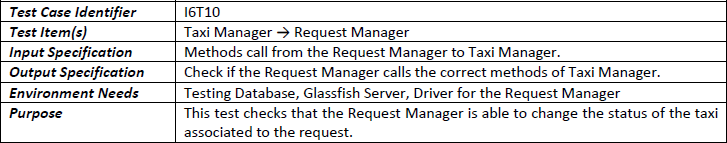 Test Case Identifier I6T10
Test Item(s) Taxi Manager → Request Manager
Input Specification Methods call from the Request Manager to Taxi Manager.
Output Specification Check if the Request Manager calls the correct methods of Taxi Manager.
Environment Needs Testing Database, Glassfish Server, Driver for the Request Manager
Purpose This test checks that the Request Manager is able to change the status of the taxi
associated to the request.